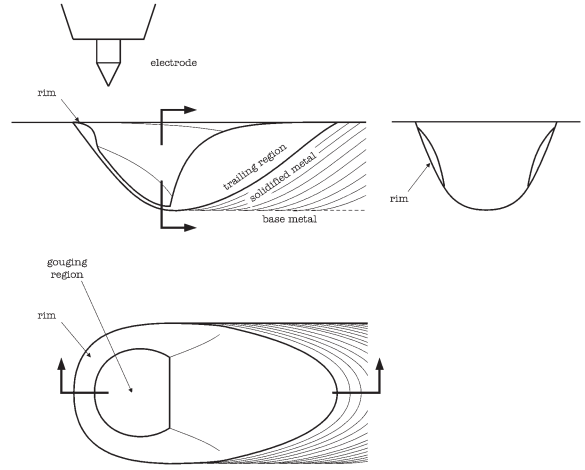 electrode
rim
trailing region
solidified metal
base metal
rim
gouging
region
rim